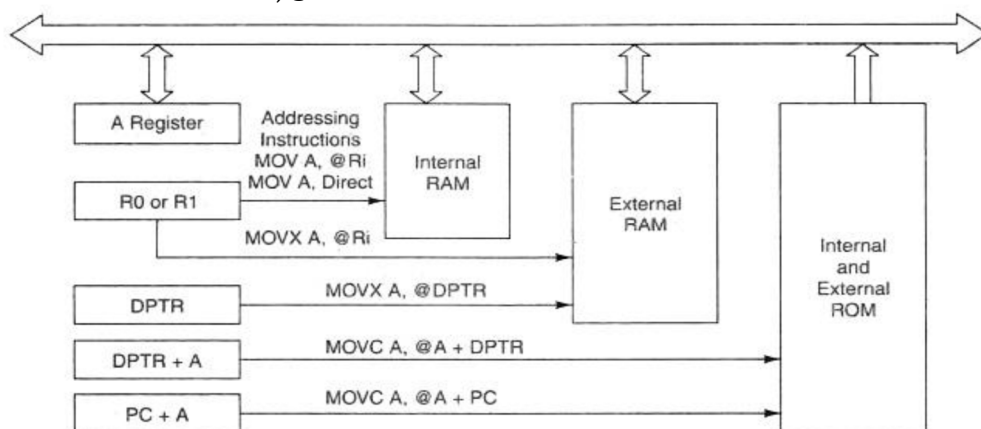 A Register
Addressing
Instructions
MOV A, @Ri
MOV A, Direct
R0 or R1
Internal
RAM
MOVX A, @Ri
External
RAM
DPTR
MOVX A, @DPTR
Internal
and
External
ROM
DPTR + A
MOVC A, @A + DPTR
PC + A
MOVC A, @A + PC